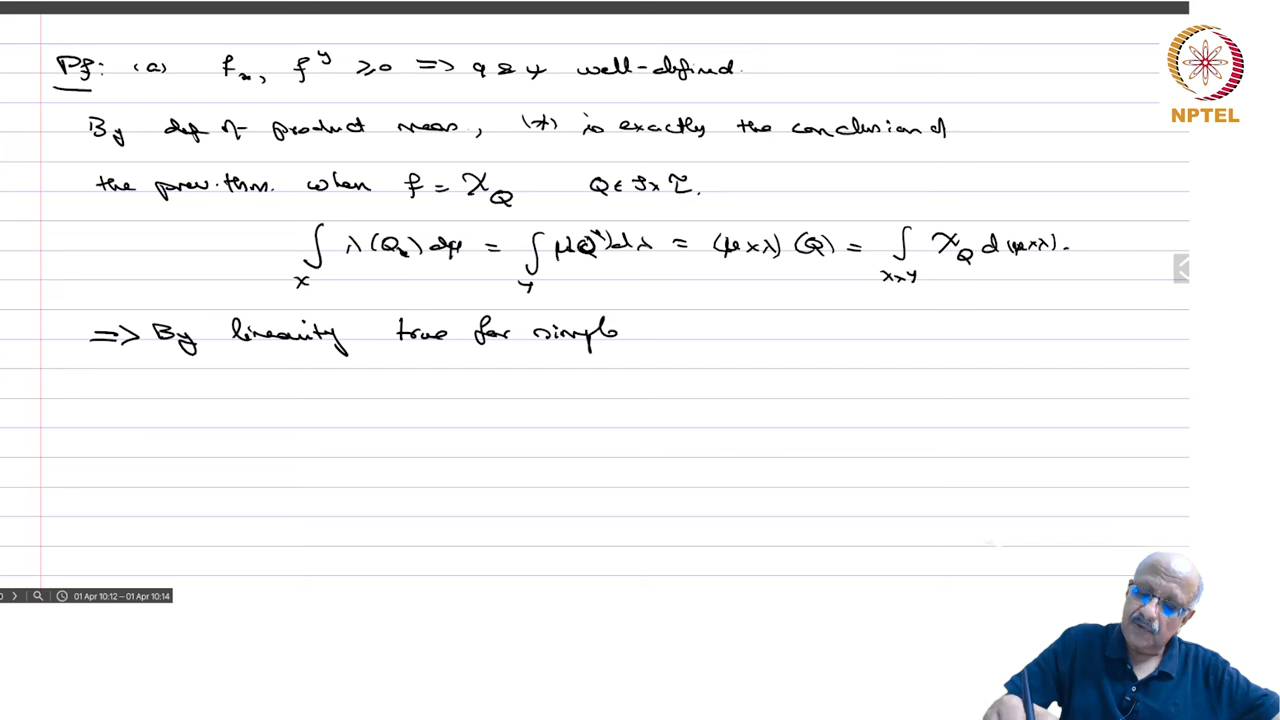 Pf: (a) f_x, f^y ≥ 0 ⟹ φ & ψ well-defined.
NPTEL
By def of product meas, (*) is exactly the conclusion of
the prev. thm. when f = χ_Q Q ∈ S × τ.
∫_X λ(Q_x) dμ = ∫_Y μ(Q^y) dλ = (μ×λ)(Q) = ∫_{X×Y} χ_Q d(μ×λ).
⟹ By linearity true for simple
01 Apr 10:12 – 01 Apr 10:14